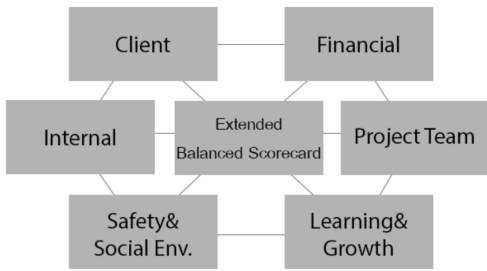 Client
Financial
Internal
Extended
Balanced Scorecard
Project Team
Safety&
Social Env.
Learning&
Growth